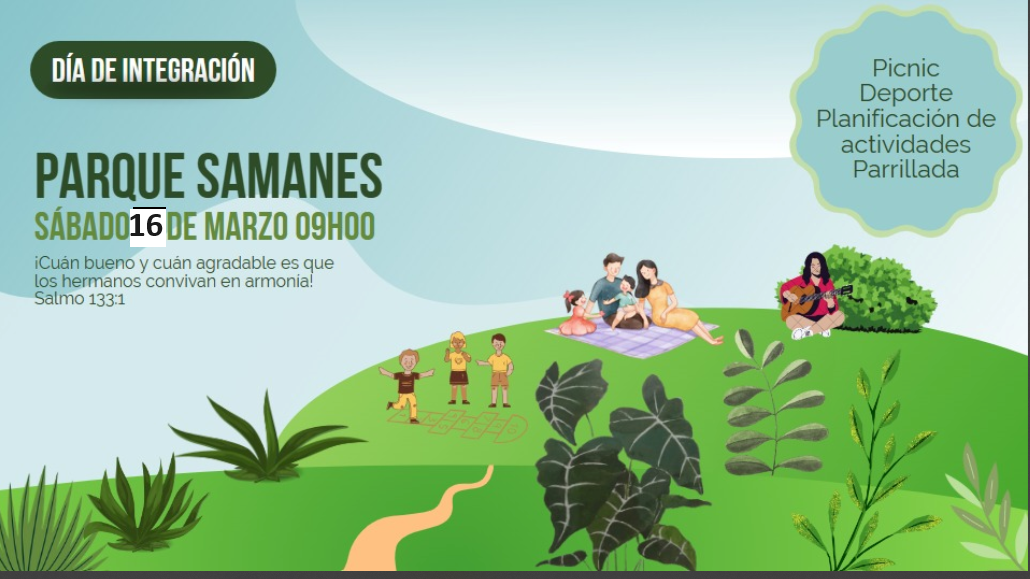 DÍA DE INTEGRACIÓN
PARQUE SAMANES
SÁBADO 16 DE MARZO 09H00
¡Cuán bueno y cuán agradable es que
los hermanos convivan en armonía!
Salmo 133:1
Picnic
Deporte
Planificación de
actividades
Parrillada